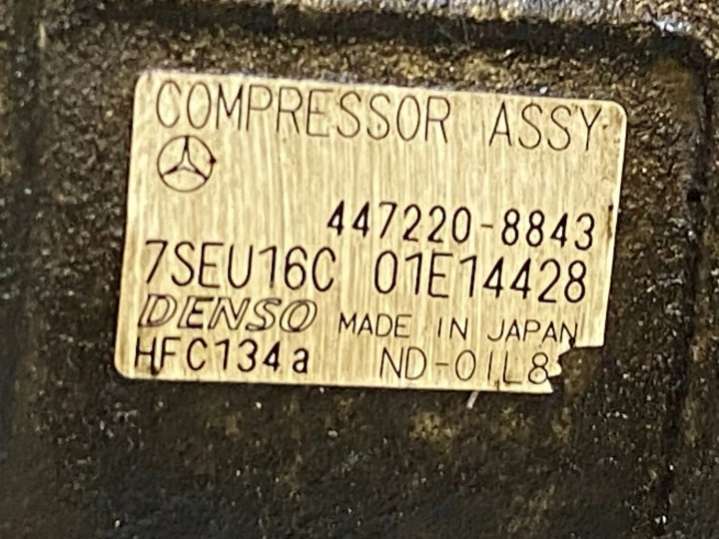 COMPRESSOR ASSY
447220-8843
7SEU16C 01E14428
DENSO MADE IN JAPAN
HFC134a ND-OIL8